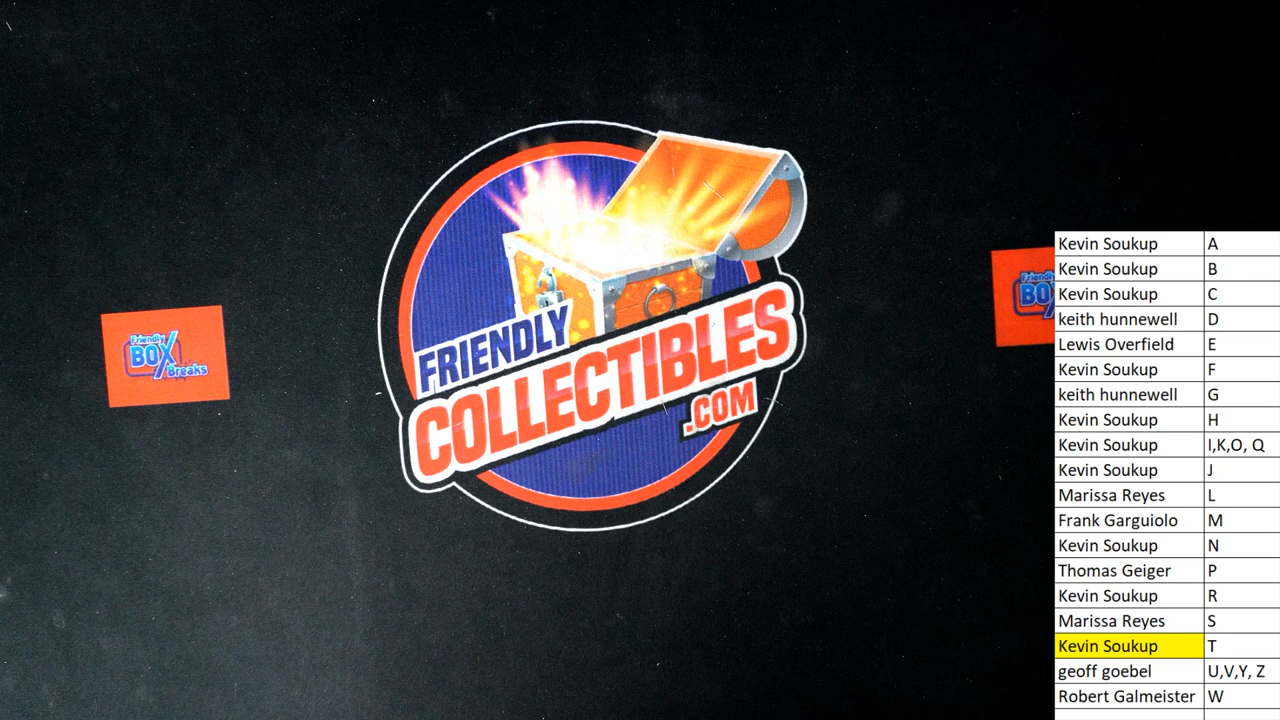 FRIENDLY
COLLECTIBLES
.COM
Friendly
BOX
Breaks
Friendly
BO
Kevin Soukup A
Kevin Soukup B
Kevin Soukup C
keith hunnewell D
Lewis Overfield E
Kevin Soukup F
keith hunnewell G
Kevin Soukup H
Kevin Soukup I,K,O, Q
Kevin Soukup J
Marissa Reyes L
Frank Garguiolo M
Kevin Soukup N
Thomas Geiger P
Kevin Soukup R
Marissa Reyes S
Kevin Soukup T
geoff goebel U,V,Y, Z
Robert Galmeister W